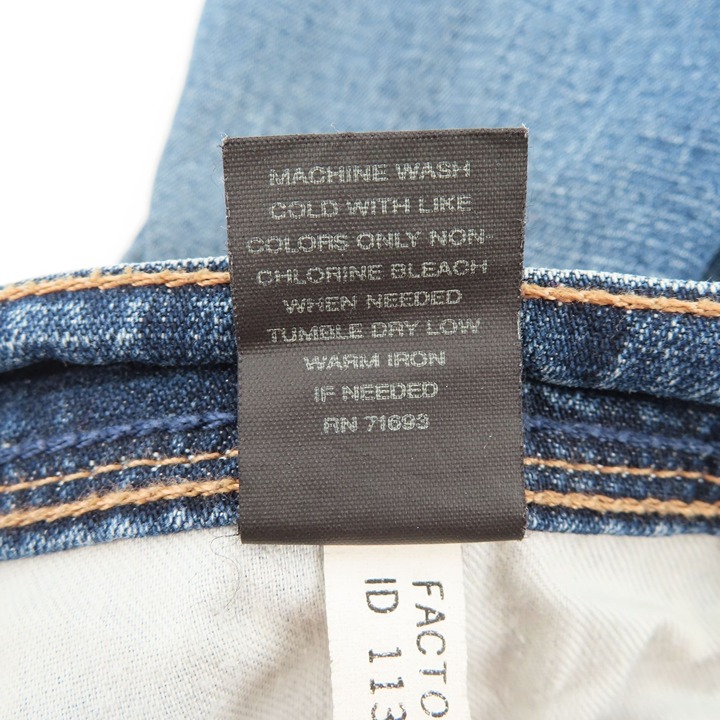 MACHINE WASH
COLD WITH LIKE
COLORS ONLY NON-
CHLORINE BLEACH
WHEN NEEDED
TUMBLE DRY LOW
WARM IRON
IF NEEDED
RN 71693
FACTO
ID 113